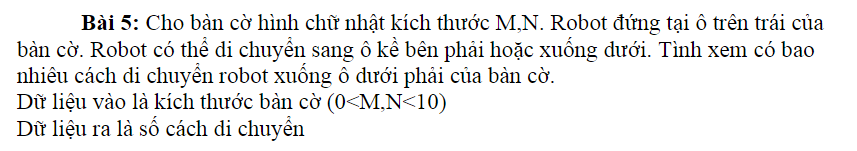 Bài 5: Cho bàn cờ hình chữ nhật kích thước M,N. Robot đứng tại ô trên trái của
bàn cờ. Robot có thể di chuyển sang ô kề bên phải hoặc xuống dưới. Tình xem có bao
nhiêu cách di chuyển robot xuống ô dưới phải của bàn cờ.
Dữ liệu vào là kích thước bàn cờ (0<M,N<10)
Dữ liệu ra là số cách di chuyển